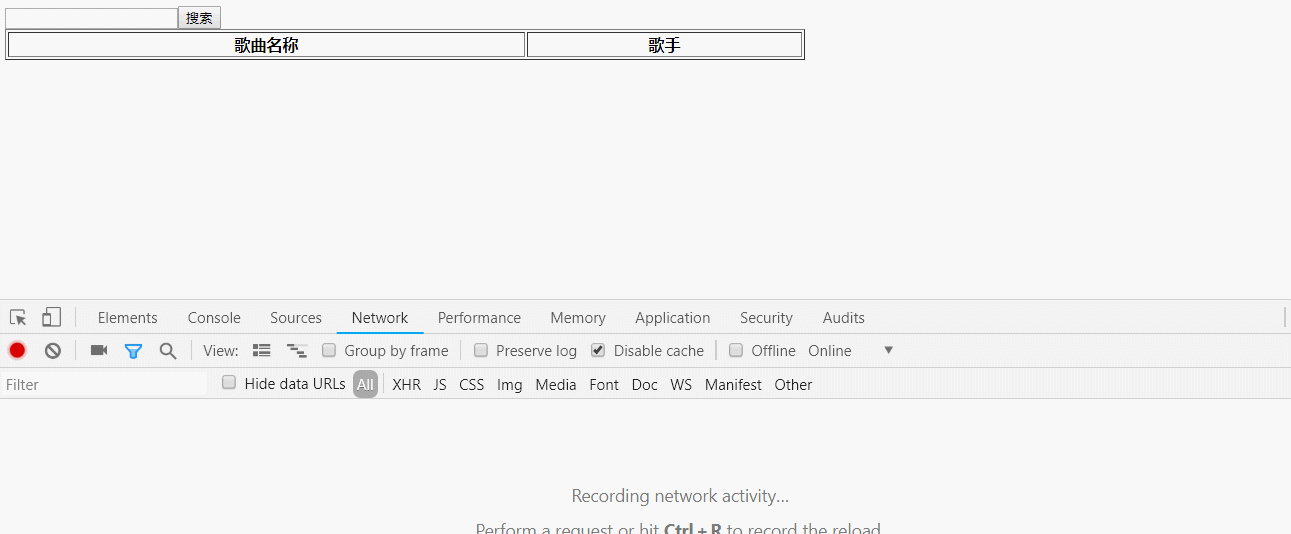 搜索
歌曲名称 歌手
Elements Console Sources Network Performance Memory Application Security Audits
View: Group by frame Preserve log Disable cache Offline Online ▼
Filter Hide data URLs All XHR JS CSS Img Media Font Doc WS Manifest Other
Recording network activity...
Perform a request or hit Ctrl + R to record the reload